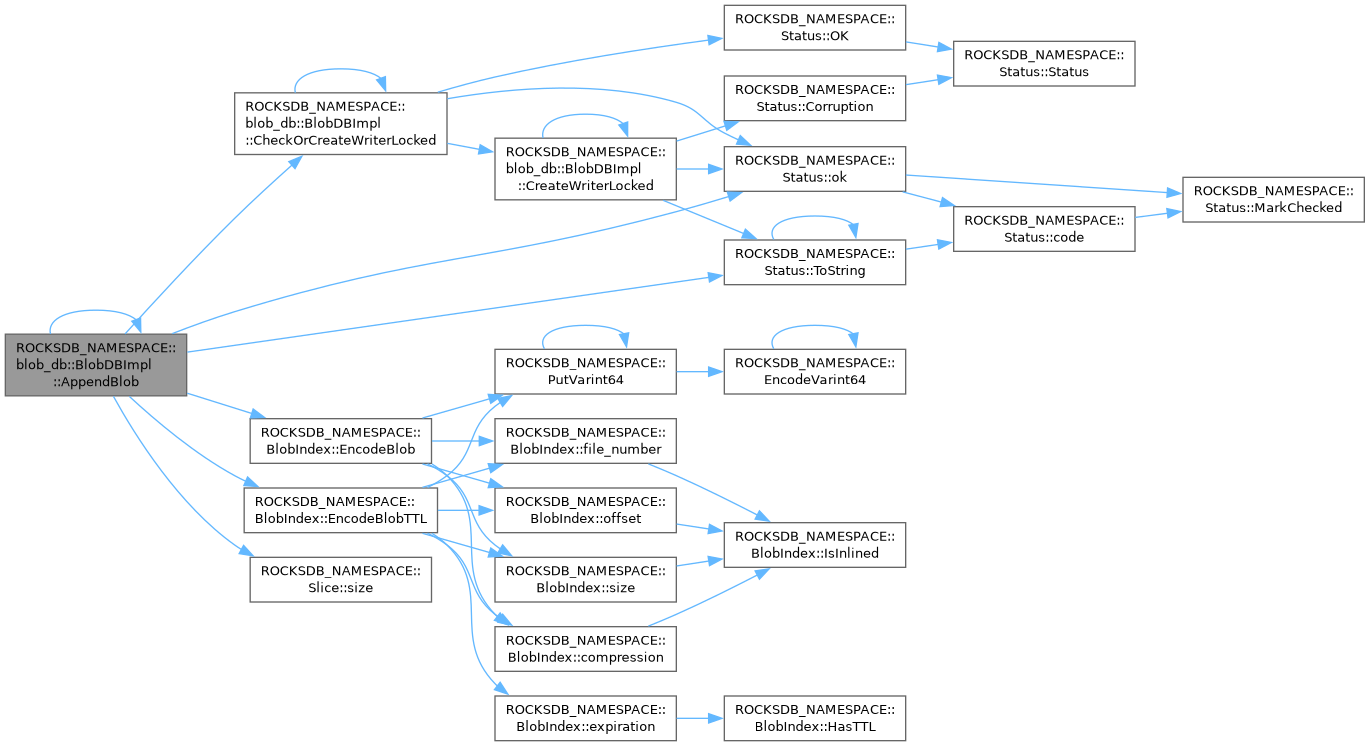 ROCKSDB_NAMESPACE::
blob_db::BlobDBImpl
::AppendBlob
ROCKSDB_NAMESPACE::
blob_db::BlobDBImpl
::CheckOrCreateWriterLocked
ROCKSDB_NAMESPACE::
BlobIndex::EncodeBlob
ROCKSDB_NAMESPACE::
BlobIndex::EncodeBlobTTL
ROCKSDB_NAMESPACE::
Slice::size
ROCKSDB_NAMESPACE::
blob_db::BlobDBImpl
::CreateWriterLocked
ROCKSDB_NAMESPACE::
PutVarint64
ROCKSDB_NAMESPACE::
BlobIndex::file_number
ROCKSDB_NAMESPACE::
BlobIndex::offset
ROCKSDB_NAMESPACE::
BlobIndex::size
ROCKSDB_NAMESPACE::
BlobIndex::compression
ROCKSDB_NAMESPACE::
BlobIndex::expiration
ROCKSDB_NAMESPACE::
Status::OK
ROCKSDB_NAMESPACE::
Status::Corruption
ROCKSDB_NAMESPACE::
Status::ok
ROCKSDB_NAMESPACE::
Status::ToString
ROCKSDB_NAMESPACE::
EncodeVarint64
ROCKSDB_NAMESPACE::
BlobIndex::IsInlined
ROCKSDB_NAMESPACE::
BlobIndex::HasTTL
ROCKSDB_NAMESPACE::
Status::Status
ROCKSDB_NAMESPACE::
Status::code
ROCKSDB_NAMESPACE::
Status::MarkChecked